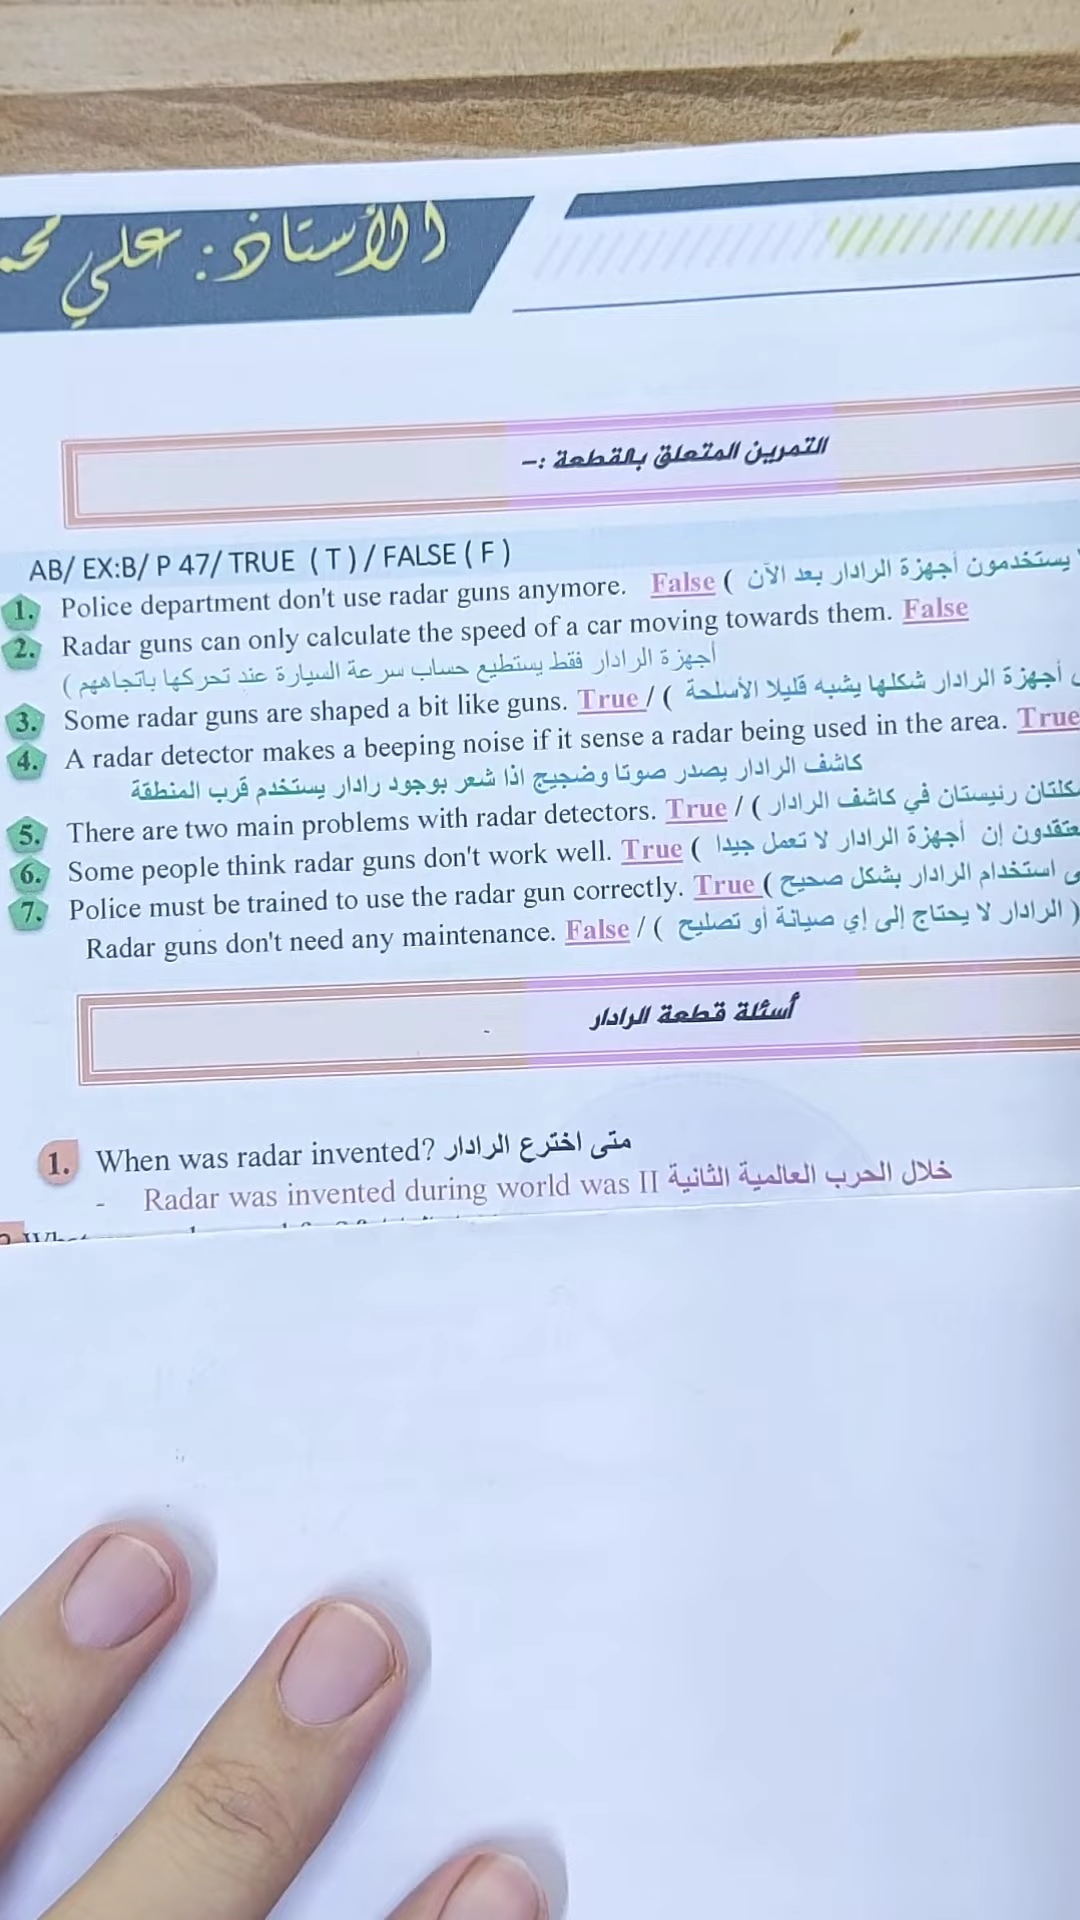 الأستاذ : علي
التمرين المتعلق بالقطعة :-
AB/ EX:B/ P 47/ TRUE ( T ) / FALSE ( F )
1. Police department don't use radar guns anymore. False ( يستخدمون أجهزة الرادار بعد الآن
2. Radar guns can only calculate the speed of a car moving towards them. False
أجهزة الرادار فقط يستطيع حساب سرعة السيارة عند تحركها باتجاههم )
3. Some radar guns are shaped a bit like guns. True / ( أجهزة الرادار شكلها يشبه قليلا الأسلحة
4. A radar detector makes a beeping noise if it sense a radar being used in the area. True
كاشف الرادار يصدر صوتا وضجيج اذا شعر بوجود رادار يستخدم قرب المنطقة
5. There are two main problems with radar detectors. True / ( رئيستان في كاشف الرادار
6. Some people think radar guns don't work well. True ( إن أجهزة الرادار لا تعمل جيدا
7. Police must be trained to use the radar gun correctly. True ( استخدام الرادار بشكل صحيح
Radar guns don't need any maintenance. False / ( الرادار لا يحتاج إلى إي صيانة أو تصليح )
أسئلة قطعة الرادار
1. When was radar invented? متى اخترع الرادار
- Radar was invented during world was II خلال الحرب العالمية الثانية